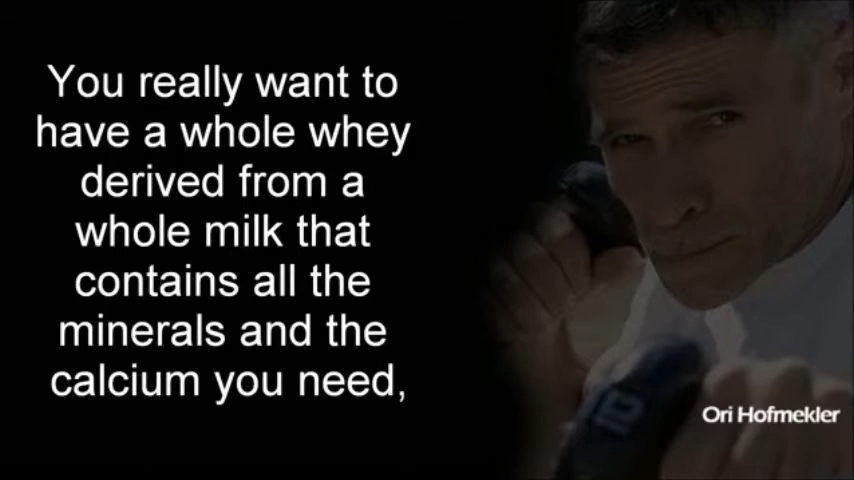 You really want to
have a whole whey
derived from a
whole milk that
contains all the
minerals and the
calcium you need,
Ori Hofmekler